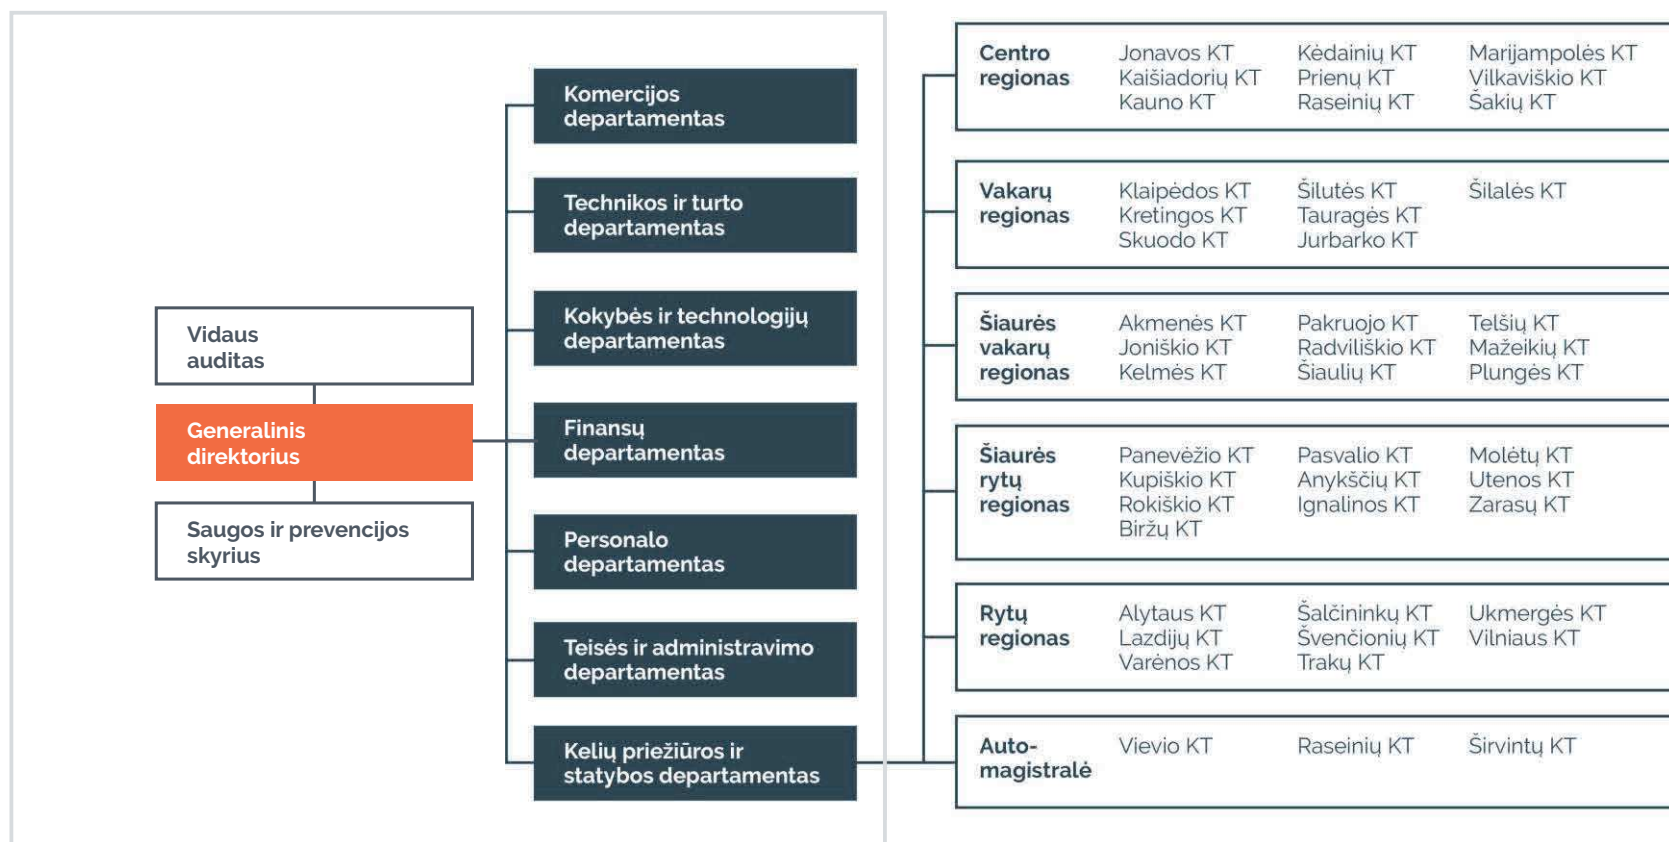 Vidaus
auditas
Generalinis
direktorius
Saugos ir prevencijos
skyrius
Komercijos
departamentas
Technikos ir turto
departamentas
Kokybės ir technologijų
departamentas
Finansų
departamentas
Personalo
departamentas
Teisės ir administravimo
departamentas
Kelių priežiūros ir
statybos departamentas
Centro
regionas
Jonavos KT
Kaišiadorių KT
Kauno KT
Kėdainių KT
Prienų KT
Raseinių KT
Marijampolės KT
Vilkaviškio KT
Šakių KT
Vakarų
regionas
Klaipėdos KT
Kretingos KT
Skuodo KT
Šilutės KT
Tauragės KT
Jurbarko KT
Šilalės KT
Šiaurės
vakarų
regionas
Akmenės KT
Joniškio KT
Kelmės KT
Pakruojo KT
Radviliškio KT
Šiaulių KT
Telšių KT
Mažeikių KT
Plungės KT
Šiaurės
rytų
regionas
Panevėžio KT
Kupiškio KT
Rokiškio KT
Biržų KT
Pasvalio KT
Anykščių KT
Ignalinos KT
Molėtų KT
Utenos KT
Zarasų KT
Rytų
regionas
Alytaus KT
Lazdijų KT
Varėnos KT
Šalčininkų KT
Švenčionių KT
Trakų KT
Ukmergės KT
Vilniaus KT
Auto-
magistralė
Vievio KT
Raseinių KT
Širvintų KT